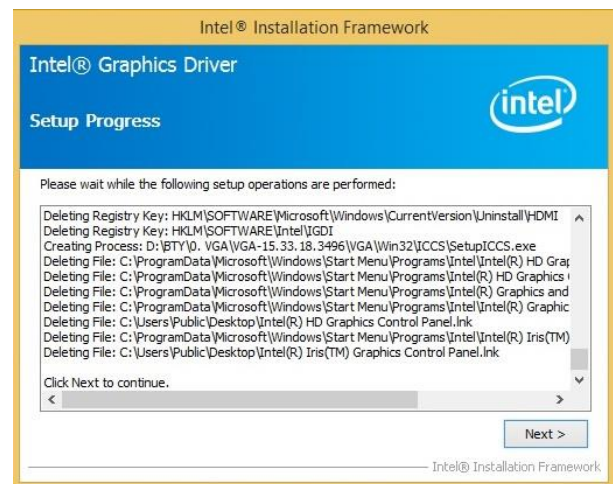 Intel® Installation Framework
Intel® Graphics Driver
intel
Setup Progress
Please wait while the following setup operations are performed:
Deleting Registry Key: HKLM\SOFTWARE\Microsoft\Windows\CurrentVersion\Uninstall\HDMI
Deleting Registry Key: HKLM\SOFTWARE\Intel\IGDI
Creating Process: D:\BTY\0. VGA\VGA-15.33.18.3496\VGA\Win32\ICCS\SetupICCS.exe
Deleting File: C:\ProgramData\Microsoft\Windows\Start Menu\Programs\Intel\Intel(R) HD Grap
Deleting File: C:\ProgramData\Microsoft\Windows\Start Menu\Programs\Intel\Intel(R) HD Graphics
Deleting File: C:\ProgramData\Microsoft\Windows\Start Menu\Programs\Intel\Intel(R) Graphics and
Deleting File: C:\ProgramData\Microsoft\Windows\Start Menu\Programs\Intel\Intel(R) Graphic
Deleting File: C:\Users\Public\Desktop\Intel(R) HD Graphics Control Panel.lnk
Deleting File: C:\ProgramData\Microsoft\Windows\Start Menu\Programs\Intel\Intel(R) Iris(TM)
Deleting File: C:\Users\Public\Desktop\Intel(R) Iris(TM) Graphics Control Panel.lnk
Click Next to continue.
Next >
Intel® Installation Framework